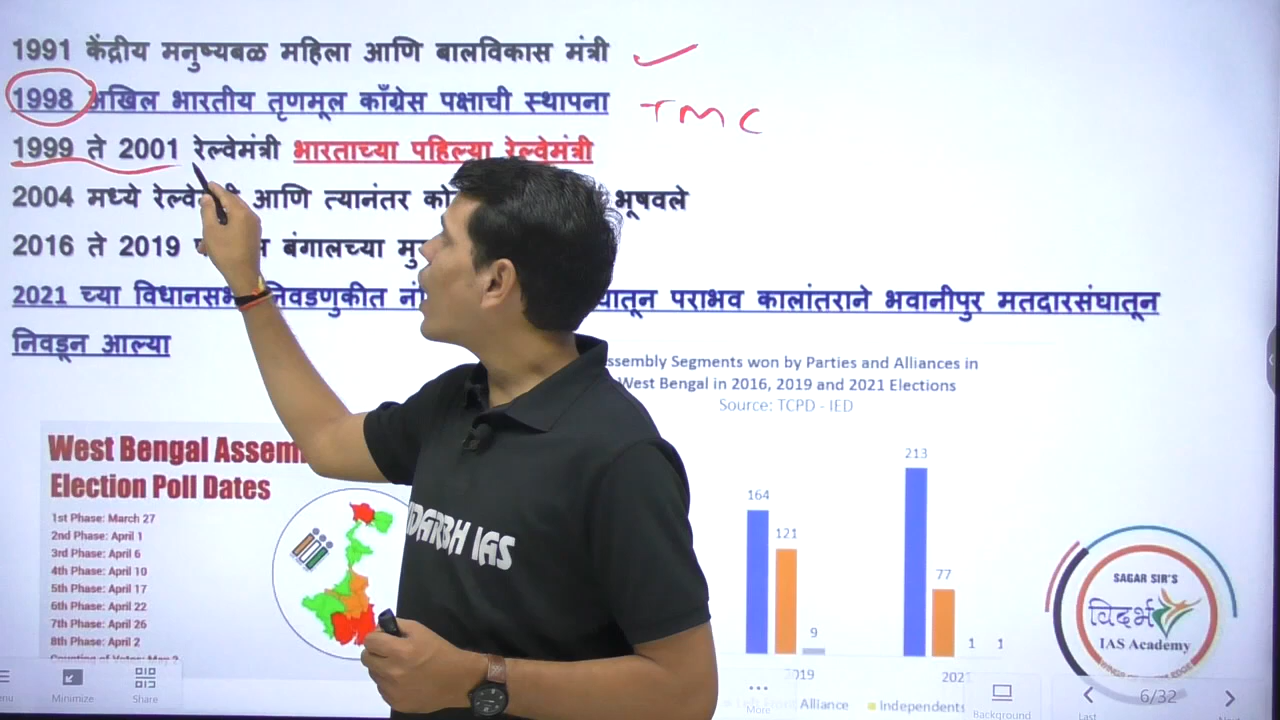 1991 केंद्रीय मनुष्यबळ महिला आणि बालविकास मंत्री
1998 अखिल भारतीय तृणमूल काँग्रेस पक्षाची स्थापना
TMC
1999 ते 2001 रेल्वेमंत्री भारताच्या पहिल्या रेल्वेमंत्री
2004 मध्ये आणि त्यानंतर भूषवले
2016 ते 2019 बंगालच्या
2021 च्या निवडणुकीत पराभव कालांतराने भवानीपुर मतदारसंघातून
निवडून आल्या
Segments won by Parties and Alliances in
West Bengal in 2016, 2019 and 2021 Elections
Source: TCPD - IED
West Bengal
Election Poll Dates
1st Phase: March 27
2nd Phase: April 1
3rd Phase: April 6
4th Phase: April 10
5th Phase: April 17
6th Phase: April 22
7th Phase: April 26
8th Phase: April 2
164
121
9
213
77
1
1
Alliance
Independents
IAS
SAGAR SIR'S
विदर्भ
IAS Academy
Minimize
Share
More
Background
Last
6/32